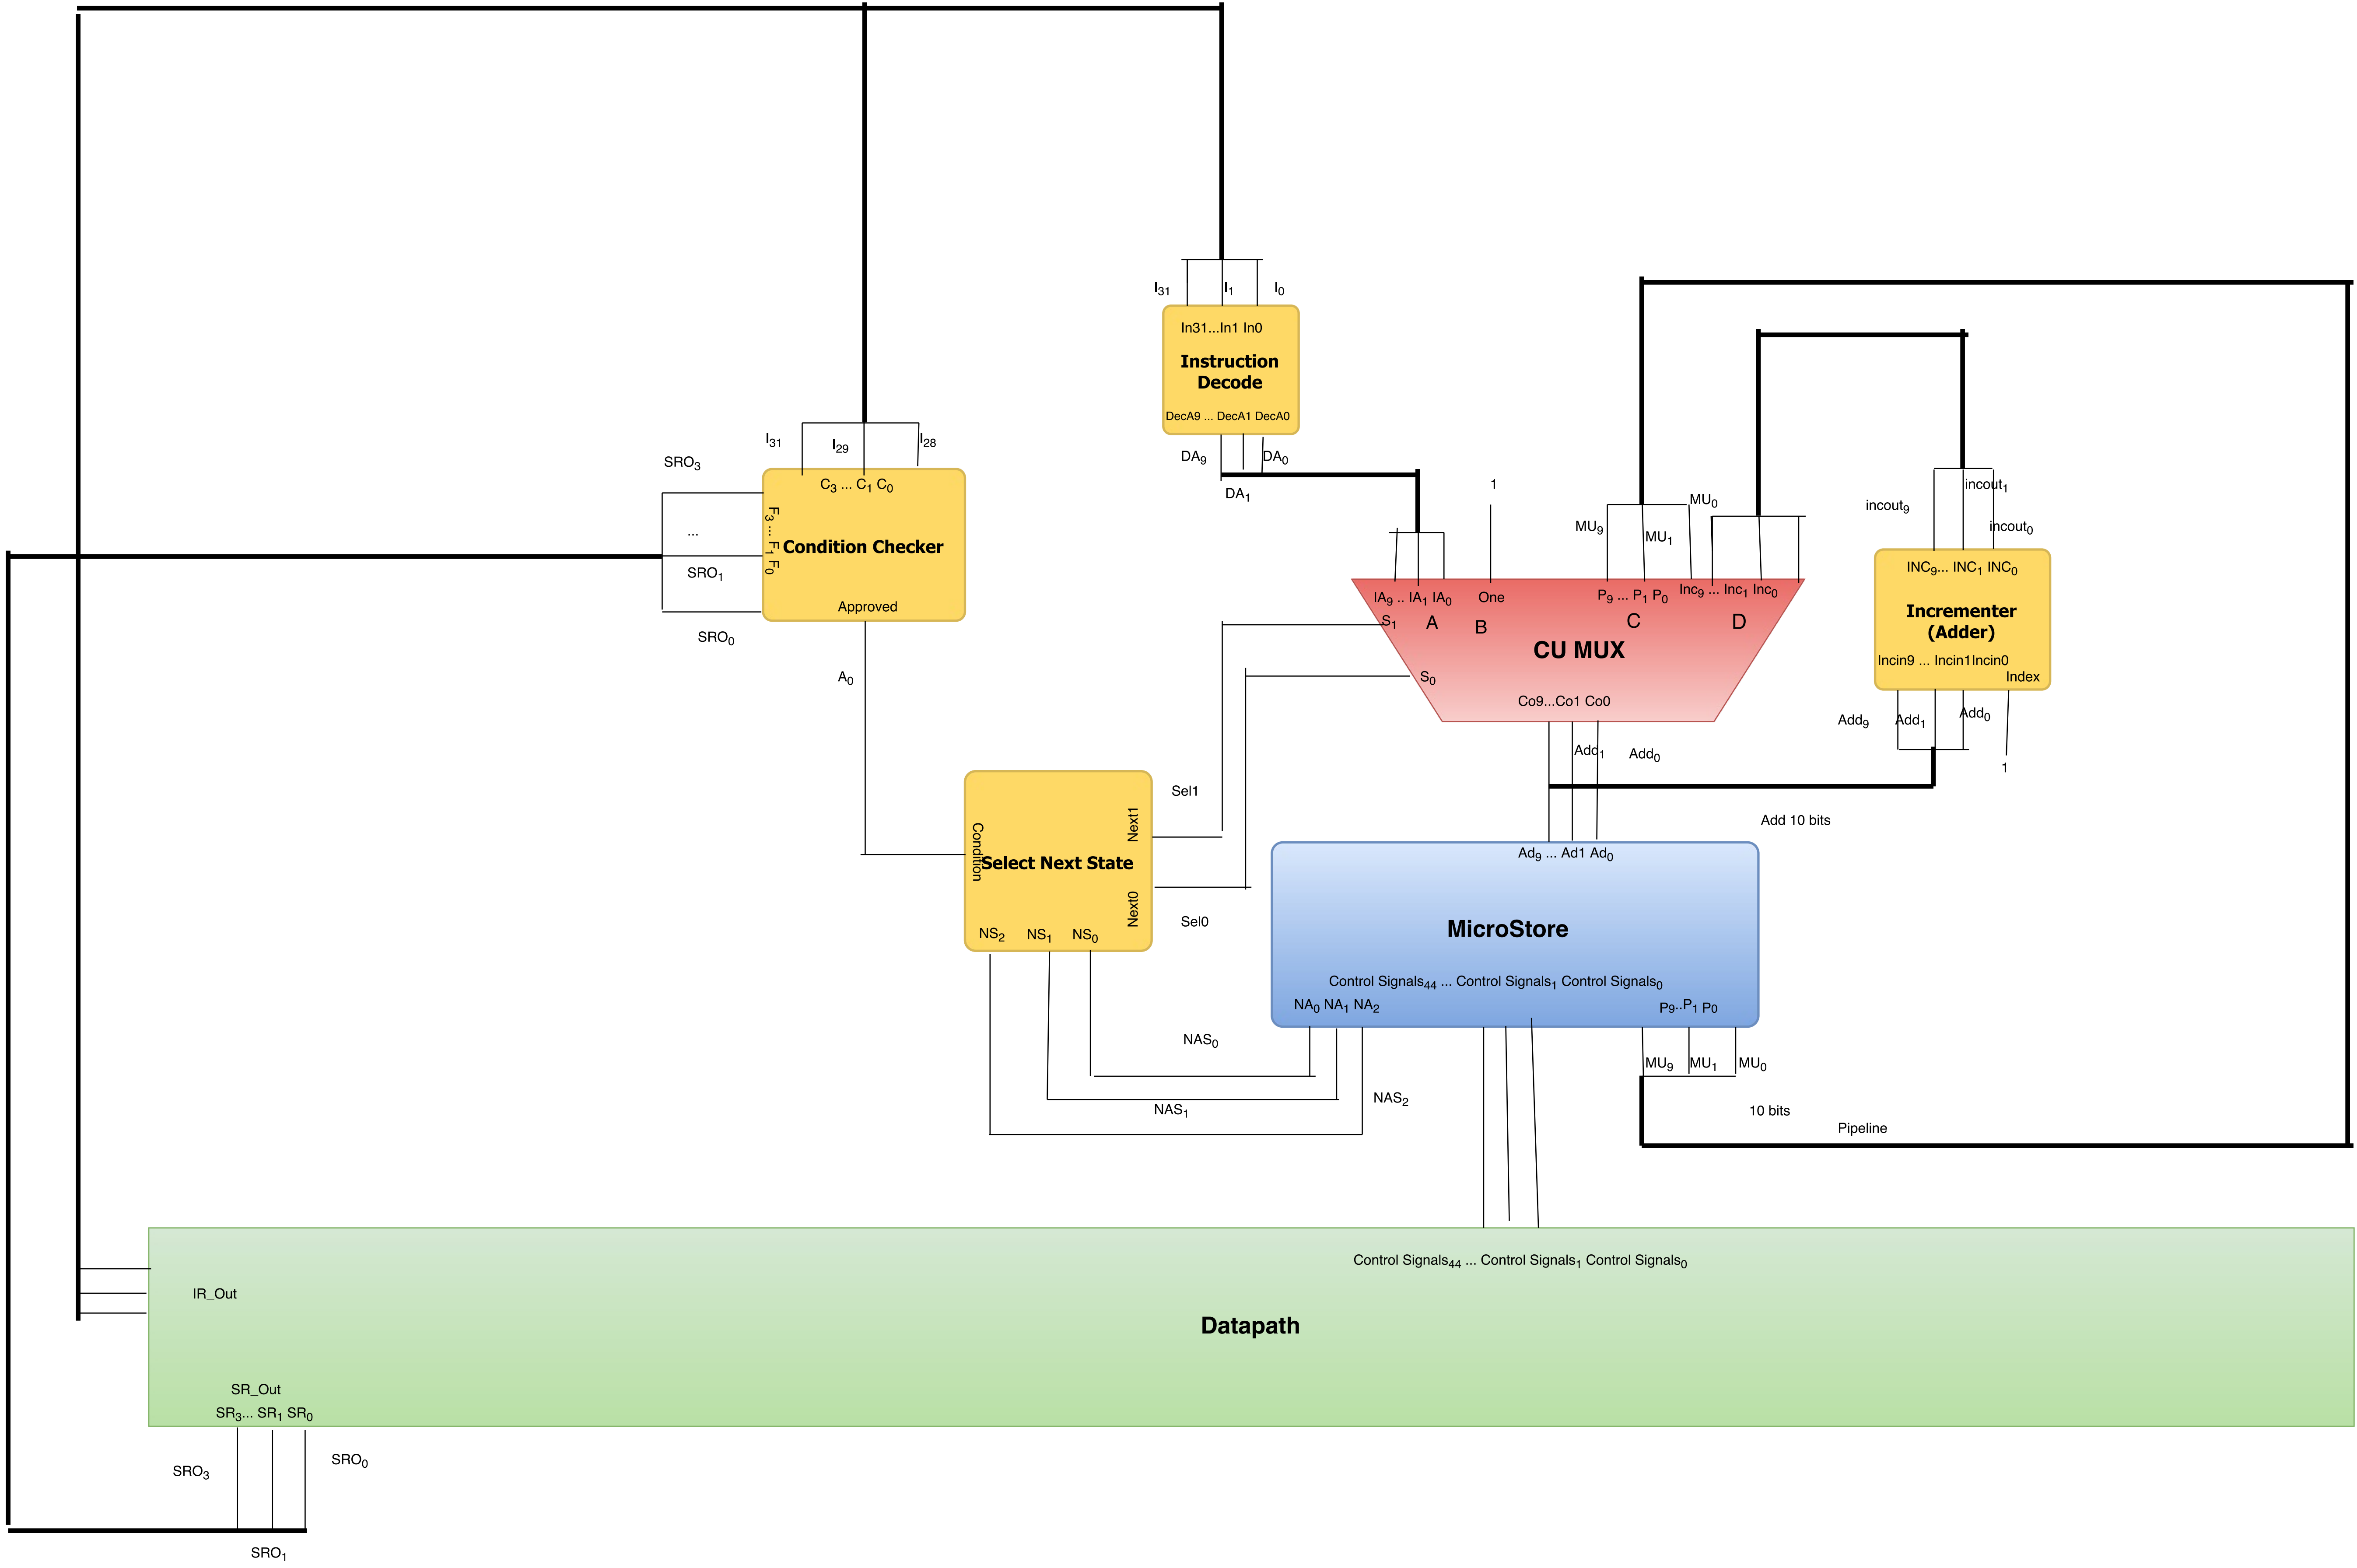 I31 I1 I0
In31...In1 In0
Instruction
Decode
DecA9 ... DecA1 DecA0
DA9 DA0
DA1
I31 I29 I28
SRO3
C3 ... C1 C0
F3 ... F1 F0
...
Condition Checker
SRO1
Approved
SRO0
A0
1
MU9 MU1 MU0
IA9 .. IA1 IA0 One P9 ... P1 P0 Inc9 ... Inc1 Inc0
S1 A B C D
CU MUX
S0
Co9...Co1 Co0
Add1 Add0
incout9 incout1
incout0
INC9... INC1 INC0
Incrementer
(Adder)
Incin9 ... Incin1Incin0
Index
Add9 Add1 Add0
1
Add 10 bits
Sel1
Condition
Next1
Select Next State
Next0
Sel0
NS2 NS1 NS0
Ad9 ... Ad1 Ad0
MicroStore
Control Signals44 ... Control Signals1 Control Signals0
NA0 NA1 NA2 P9..P1 P0
NAS0
MU9 MU1 MU0
NAS1 NAS2
10 bits
Pipeline
Control Signals44 ... Control Signals1 Control Signals0
IR_Out
Datapath
SR_Out
SR3... SR1 SR0
SRO3 SRO0
SRO1